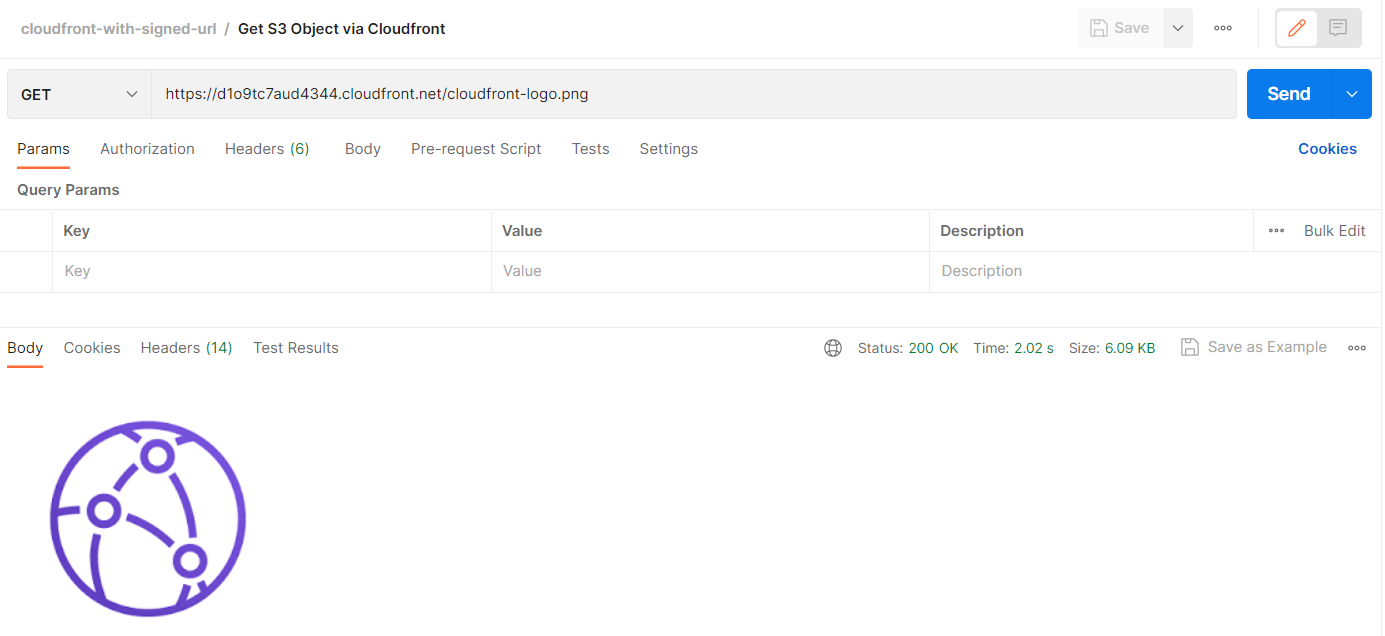 cloudfront-with-signed-url / Get S3 Object via Cloudfront Save
GET https://d1o9tc7aud4344.cloudfront.net/cloudfront-logo.png Send
Params Authorization Headers (6) Body Pre-request Script Tests Settings Cookies
Query Params
Key Value Description Bulk Edit
Key Value Description
Body Cookies Headers (14) Test Results Status: 200 OK Time: 2.02 s Size: 6.09 KB Save as Example